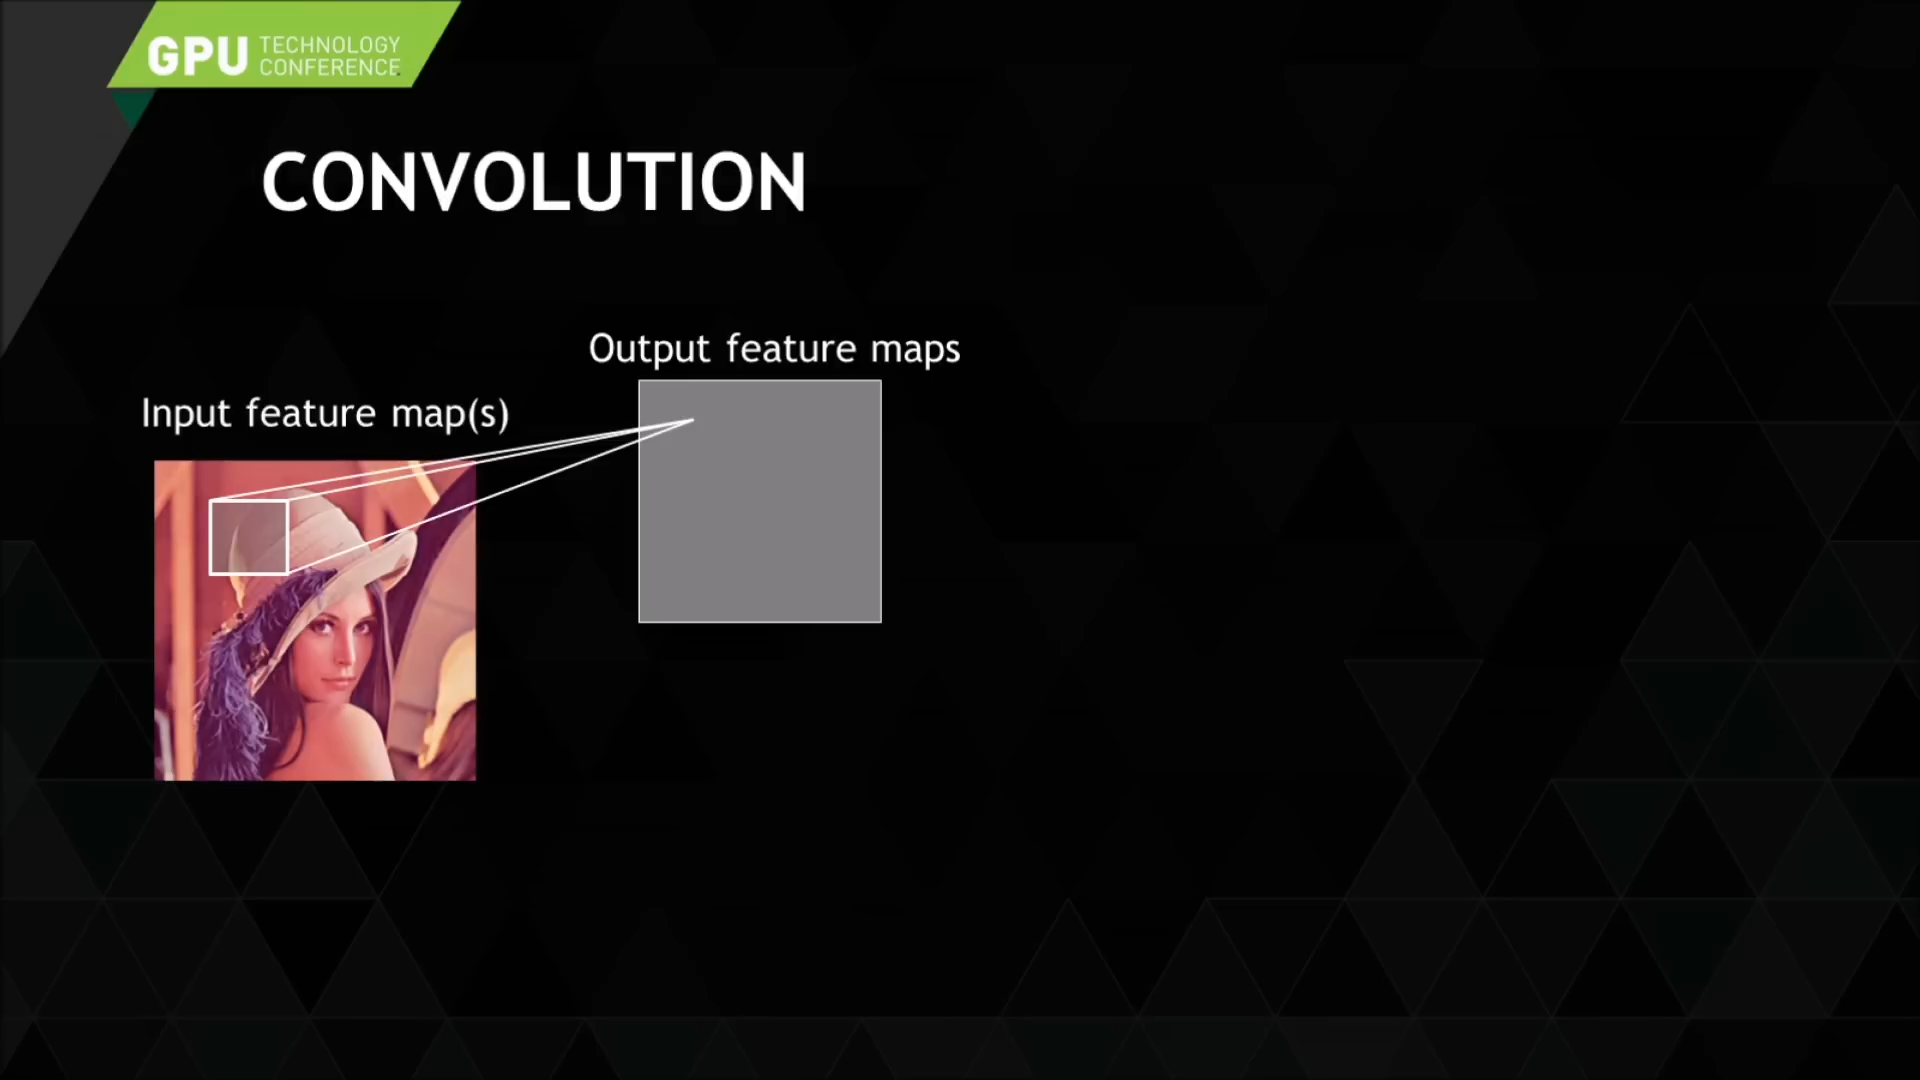 GPU TECHNOLOGY
CONFERENCE
CONVOLUTION
Output feature maps
Input feature map(s)